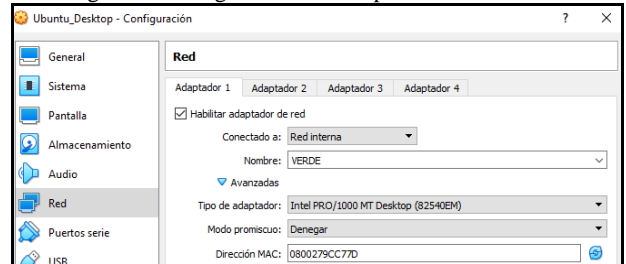 Ubuntu_Desktop - Configuración ? ×
General
Red
Sistema
Adaptador 1 Adaptador 2 Adaptador 3 Adaptador 4
Pantalla
Habilitar adaptador de red
Conectado a: Red interna
Almacenamiento
Nombre: VERDE
Audio
Avanzadas
Red
Tipo de adaptador: Intel PRO/1000 MT Desktop (82540EM)
Puertos serie
Modo promiscuo: Denegar
USB
Dirección MAC: 0800279CC77D